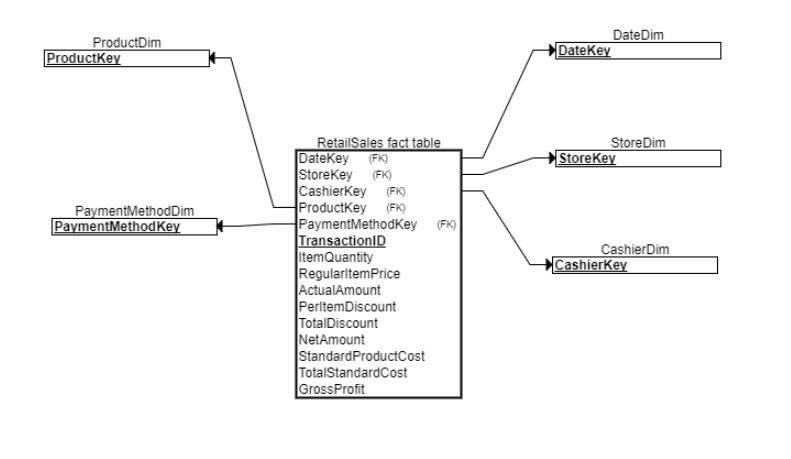 ProductDim
ProductKey
DateDim
DateKey
RetailSales fact table
DateKey (FK)
StoreKey (FK)
CashierKey (FK)
ProductKey (FK)
PaymentMethodKey (FK)
TransactionID
ItemQuantity
RegularItemPrice
ActualAmount
PerItemDiscount
TotalDiscount
NetAmount
StandardProductCost
TotalStandardCost
GrossProfit
StoreDim
StoreKey
PaymentMethodDim
PaymentMethodKey
CashierDim
CashierKey